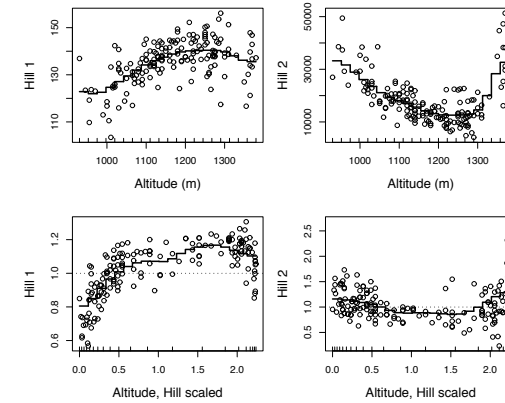 110 130 150
Hill 1
1000 1100 1200 1300
Altitude (m)
10000 30000 50000
Hill 2
1000 1100 1200 1300
Altitude (m)
0.6 0.8 1.0 1.2
Hill 1
0.0 0.5 1.0 1.5 2.0
Altitude, Hill scaled
0.5 1.0 1.5 2.0 2.5
Hill 2
0.0 0.5 1.0 1.5 2.0
Altitude, Hill scaled